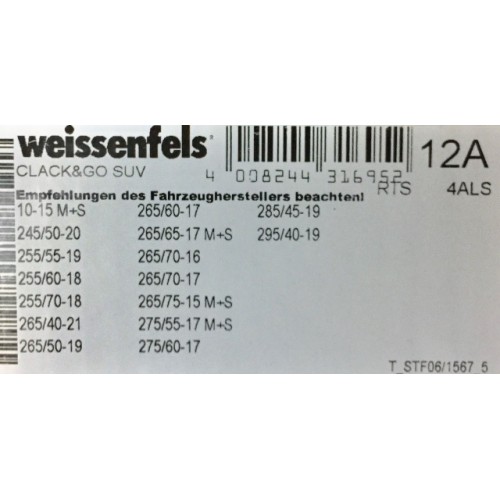 weissenfels® 12A
CLACK&GO SUV 4 008244 316952 RTS 4ALS
Empfehlungen des Fahrzeugherstellers beachten!
10-15 M+S 265/60-17 285/45-19
245/50-20 265/65-17 M+S 295/40-19
255/55-19 265/70-16
255/60-18 265/70-17
255/70-18 265/75-15 M+S
265/40-21 275/55-17 M+S
265/50-19 275/60-17
T_STF06/1567_5